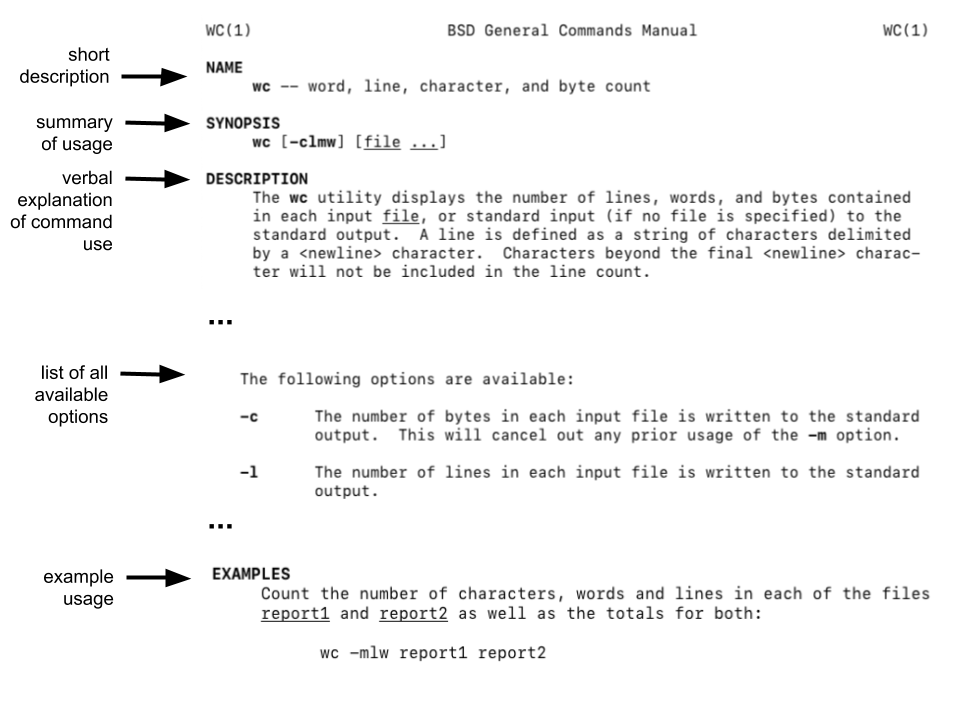 WC(1) BSD General Commands Manual WC(1)
short
description
NAME
wc -- word, line, character, and byte count
summary
of usage
SYNOPSIS
wc [-clmw] [file ...]
verbal
explanation
of command
use
DESCRIPTION
The wc utility displays the number of lines, words, and bytes contained
in each input file, or standard input (if no file is specified) to the
standard output. A line is defined as a string of characters delimited
by a <newline> character. Characters beyond the final <newline> charac-
ter will not be included in the line count.
...
list of all
available
options
The following options are available:
-c The number of bytes in each input file is written to the standard
output. This will cancel out any prior usage of the -m option.
-l The number of lines in each input file is written to the standard
output.
...
example
usage
EXAMPLES
Count the number of characters, words and lines in each of the files
report1 and report2 as well as the totals for both:
wc -mlw report1 report2